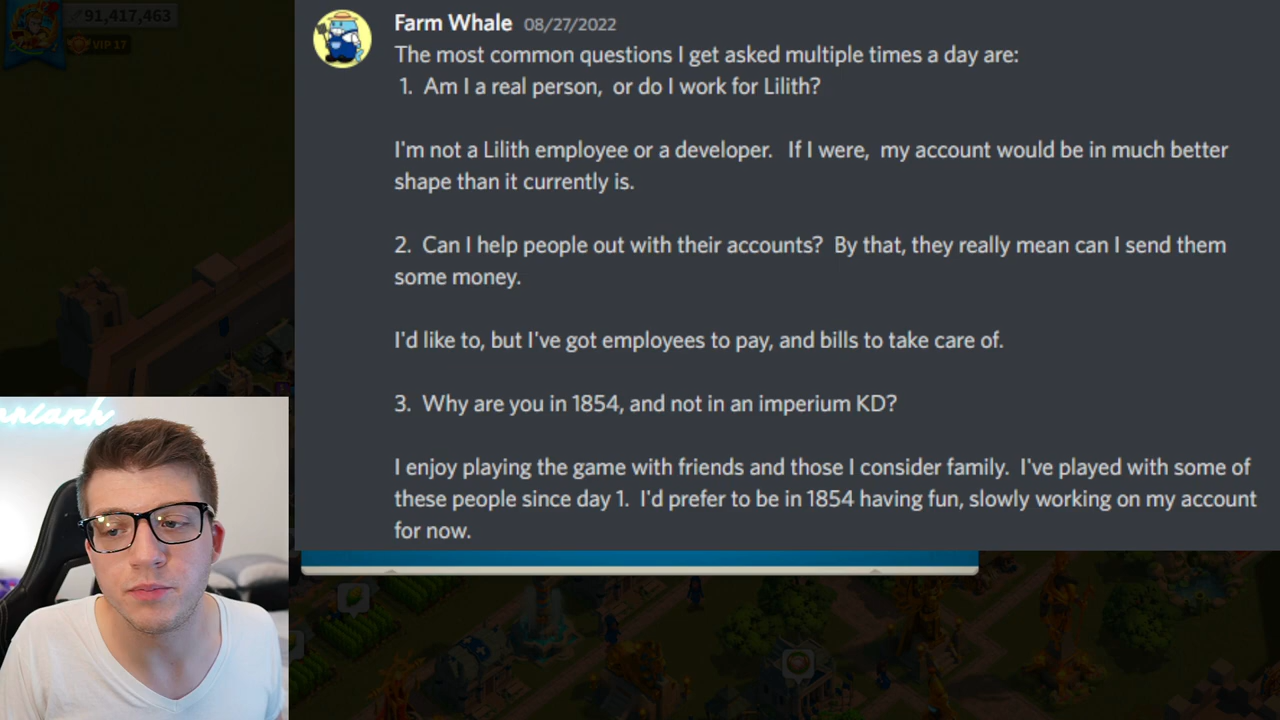 91,417,463
VIP 17
Farm Whale 08/27/2022
The most common questions I get asked multiple times a day are:
1. Am I a real person, or do I work for Lilith?
I'm not a Lilith employee or a developer. If I were, my account would be in much better
shape than it currently is.
2. Can I help people out with their accounts? By that, they really mean can I send them
some money.
I'd like to, but I've got employees to pay, and bills to take care of.
3. Why are you in 1854, and not in an imperium KD?
I enjoy playing the game with friends and those I consider family. I've played with some of
these people since day 1. I'd prefer to be in 1854 having fun, slowly working on my account
for now.